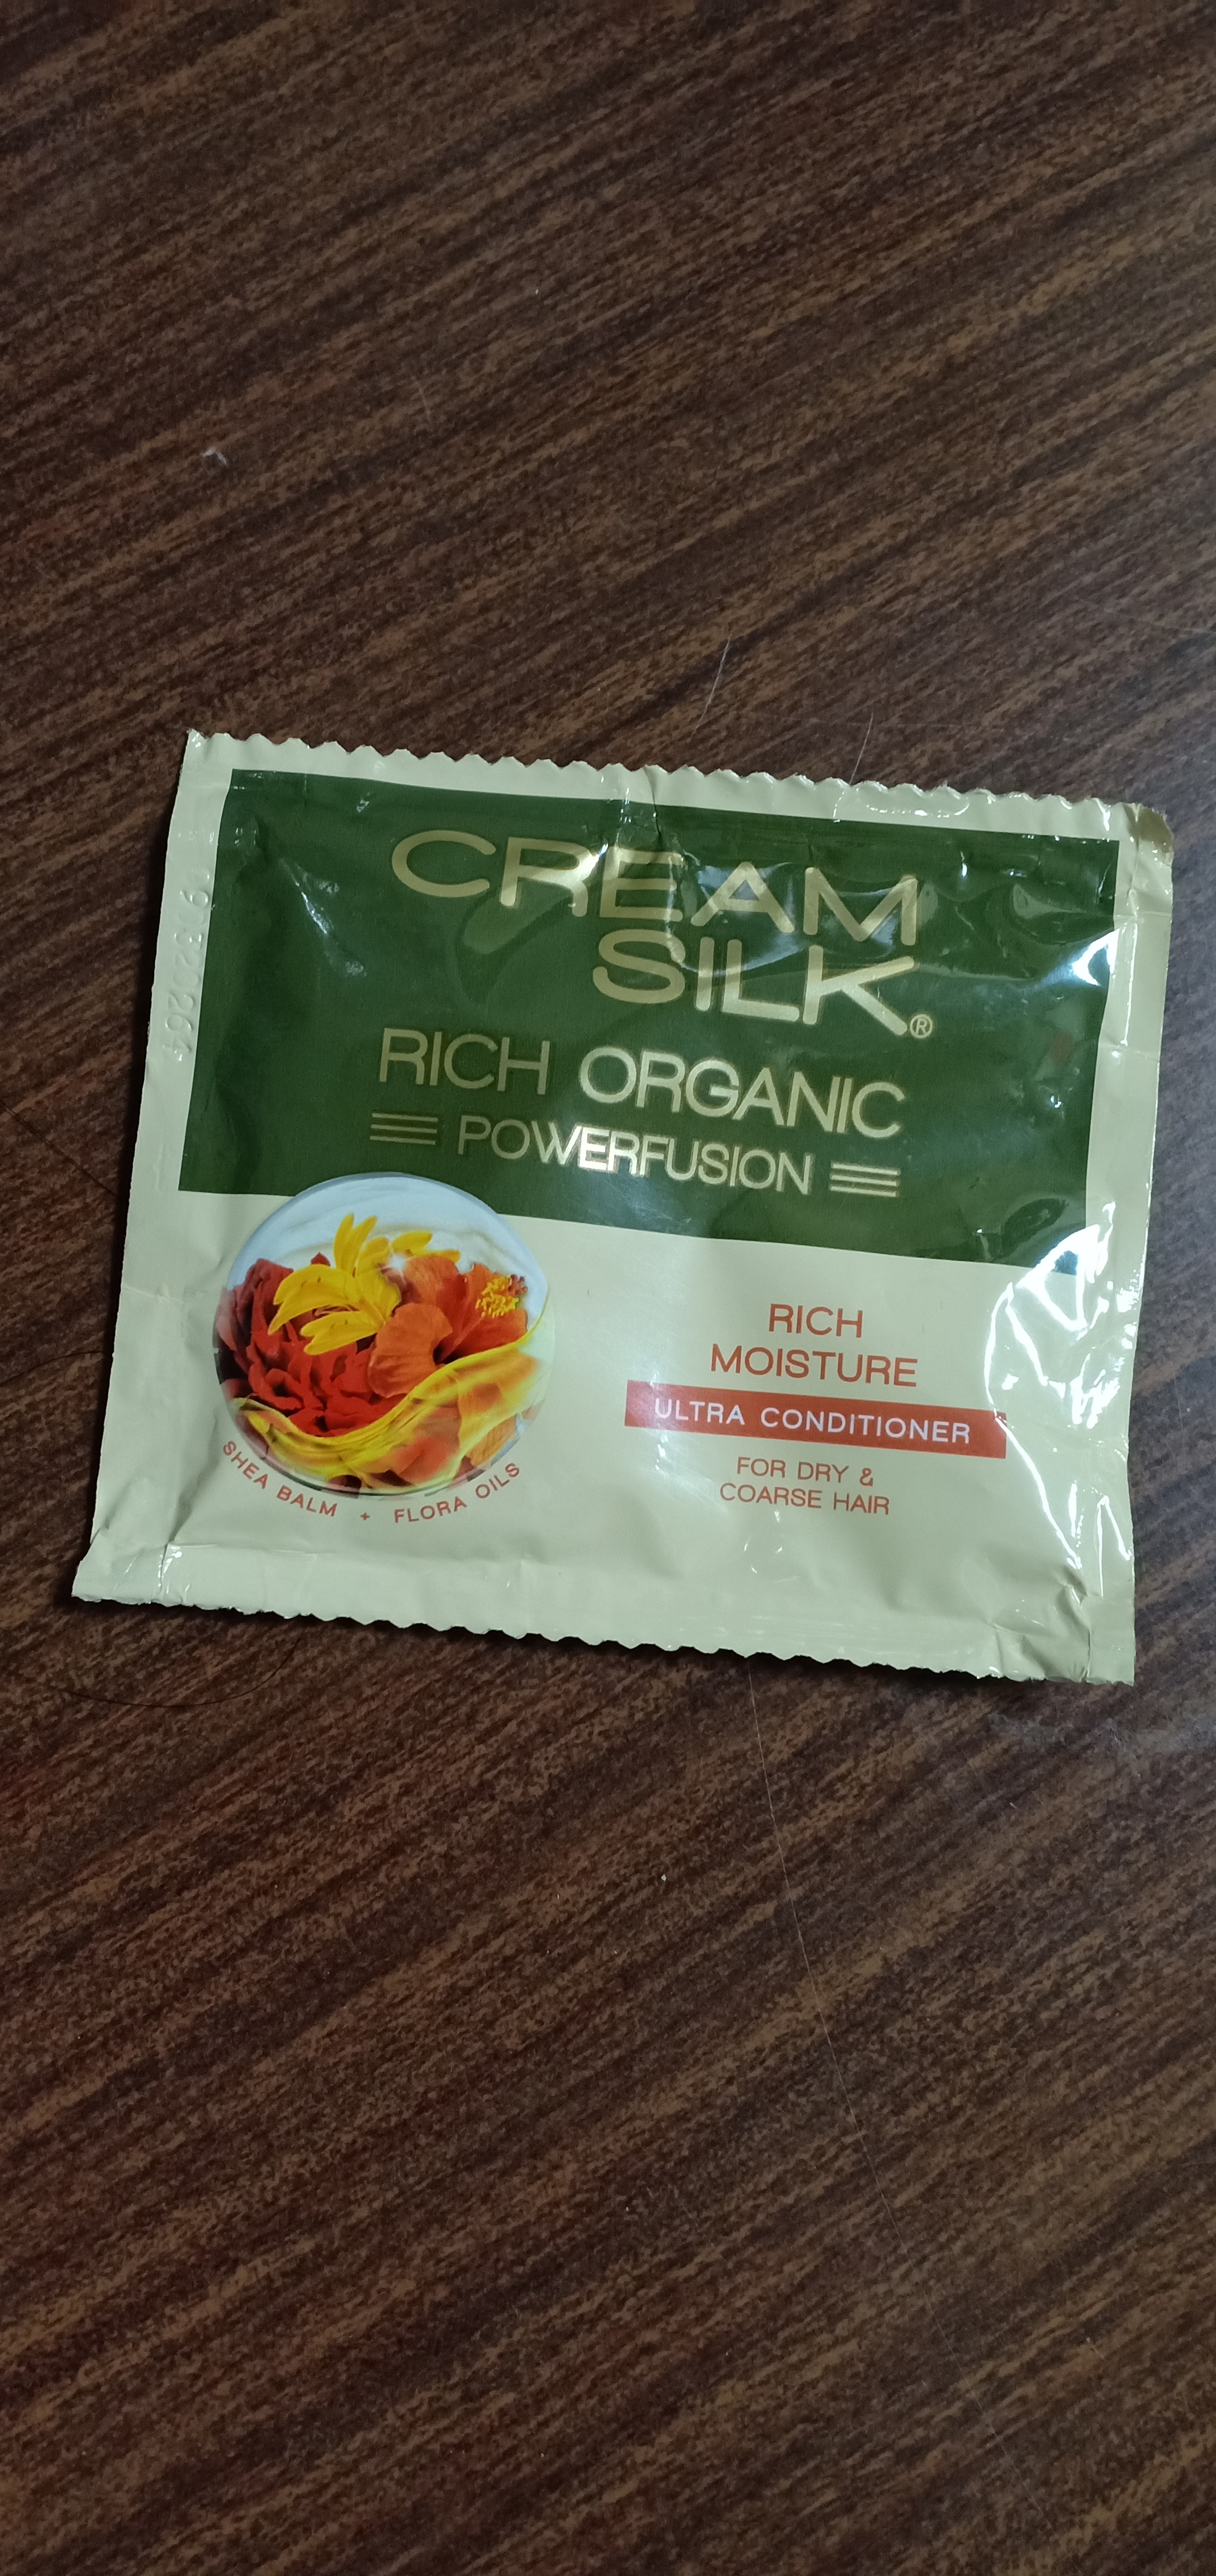 CREAM
SILK®
RICH ORGANIC
POWERFUSION
RICH
MOISTURE
ULTRA CONDITIONER
FOR DRY &
COARSE HAIR
SHEA BALM + FLORA OILS